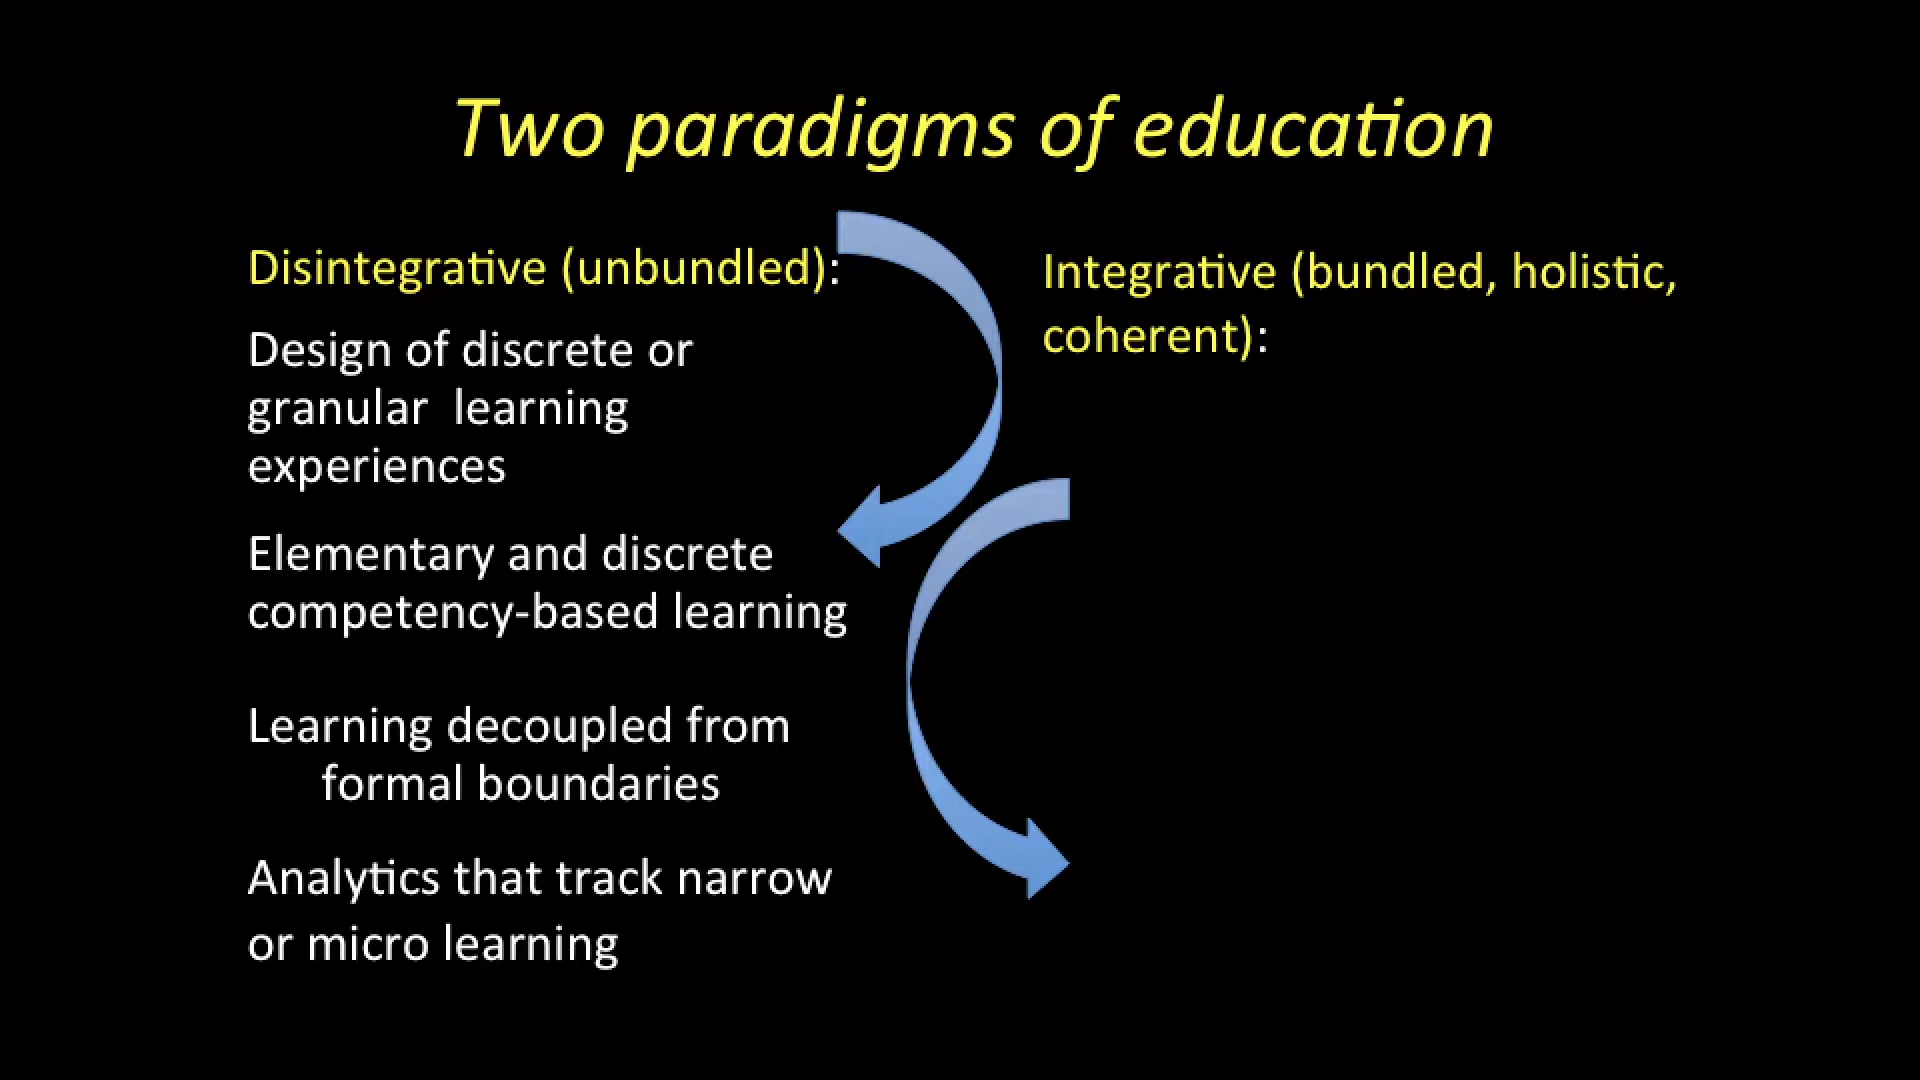 Two paradigms of education
Disintegrative (unbundled):
Design of discrete or
granular  learning
experiences
Elementary and discrete
competency-based learning
Learning decoupled from
formal boundaries
Analytics that track narrow
or micro learning
Integrative (bundled, holistic,
coherent):